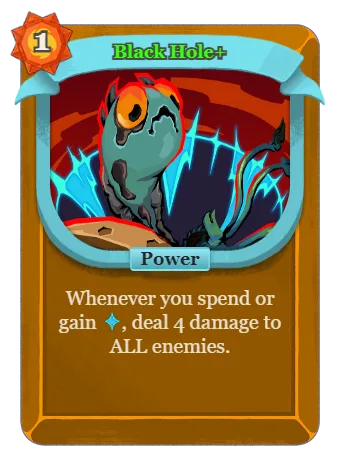 1
Black Hole+
Power
Whenever you spend or
gain , deal 4 damage to
ALL enemies.